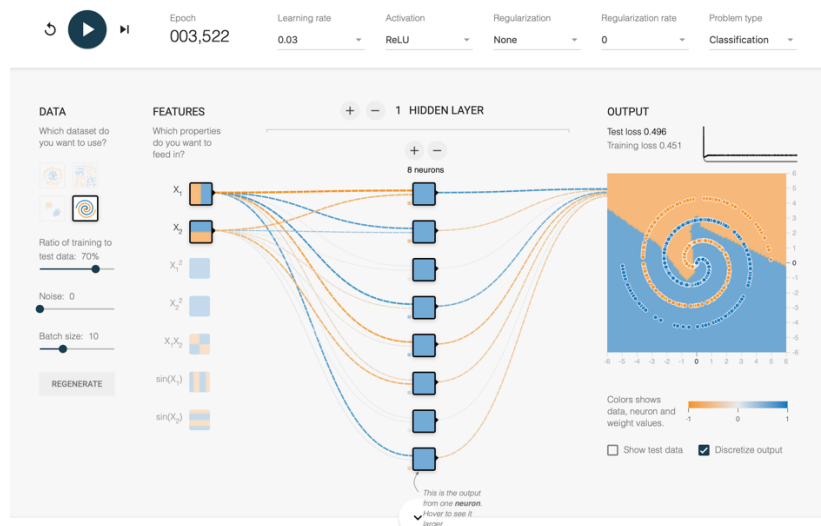 Epoch
003,522
Learning rate
0.03
Activation
ReLU
Regularization
None
Regularization rate
0
Problem type
Classification
DATA
Which dataset do
you want to use?
Ratio of training to
test data: 70%
Noise: 0
Batch size: 10
REGENERATE
FEATURES
Which properties
do you want to
feed in?
X₁
X₂
X₁²
X₂²
X₁X₂
sin(X₁)
sin(X₂)
+ − 1 HIDDEN LAYER
+ −
8 neurons
This is the output
from one neuron.
Hover to see it
larger.
OUTPUT
Test loss 0.496
Training loss 0.451
6
5
4
3
2
1
0
-1
-2
-3
-4
-5
-6
-6 -5 -4 -3 -2 -1 0 1 2 3 4 5 6
Colors shows
data, neuron and
weight values.
-1 0 1
Show test data
Discretize output